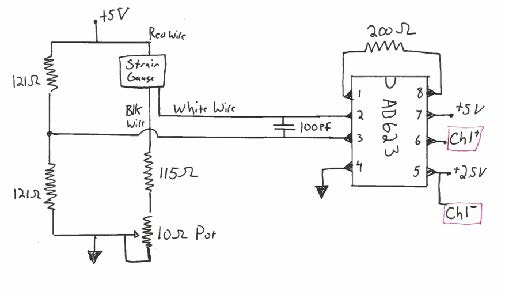 +5V
Red Wire
200Ω
121Ω
Strain
Gauge
1
8
Blk
Wire
White Wire
2
7
+5V
100pf
AD623
3
6
Ch1+
121Ω
115Ω
4
5
+2.5V
10Ω Pot
Ch1-